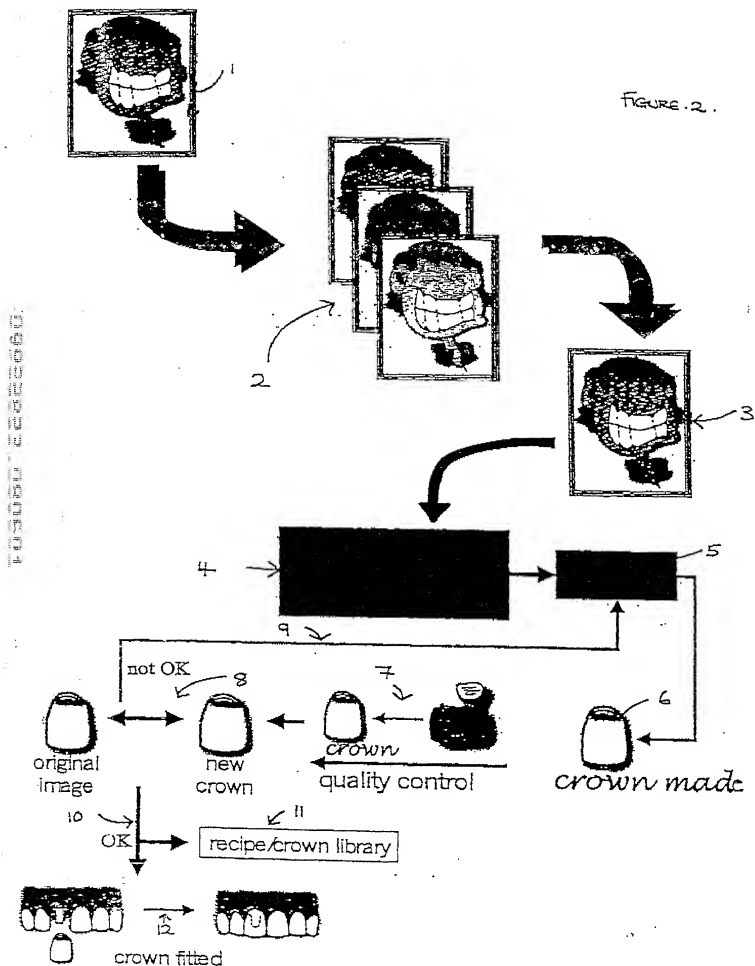 1
FIGURE.2.
2
3
4
5
9
not OK
8
7
6
original
image
new
crown
crown
quality control
crown made
10
OK
11
recipe/crown library
12
crown fitted